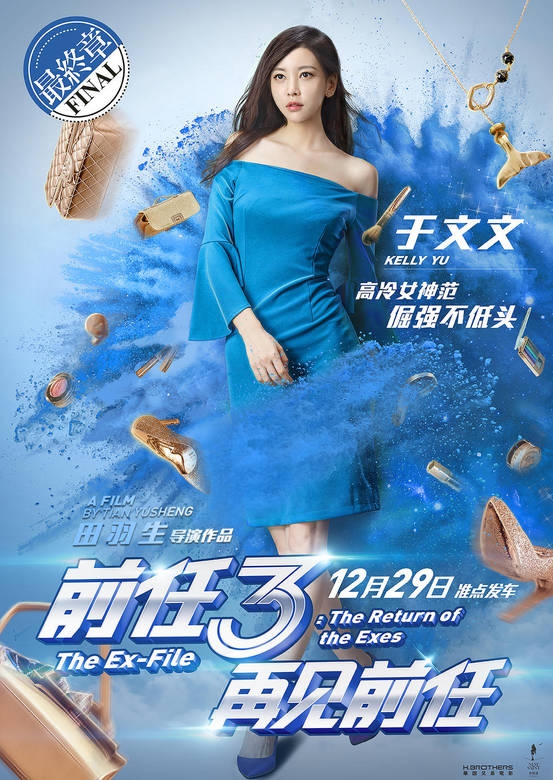 最終章
FINAL
于文文
KELLY YU
高冷女神范
倔强不低头
A FILM
BY TIAN YUSHENG
田羽生 导演作品
前任3
12月29日 准点发车
: The Return of
the Exes
The Ex-File
再见前任
H.BROTHERS